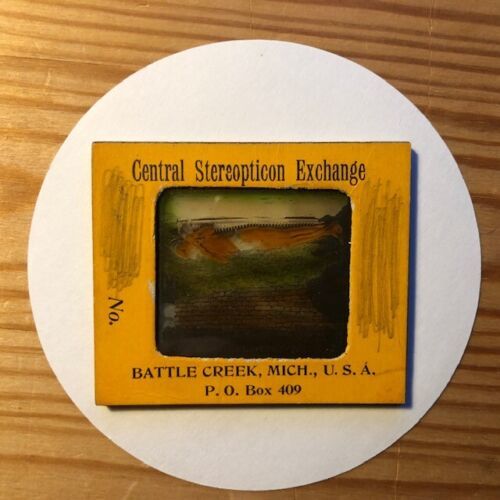 Central Stereopticon Exchange
No.
BATTLE CREEK, MICH., U. S. A.
P. O. Box 409